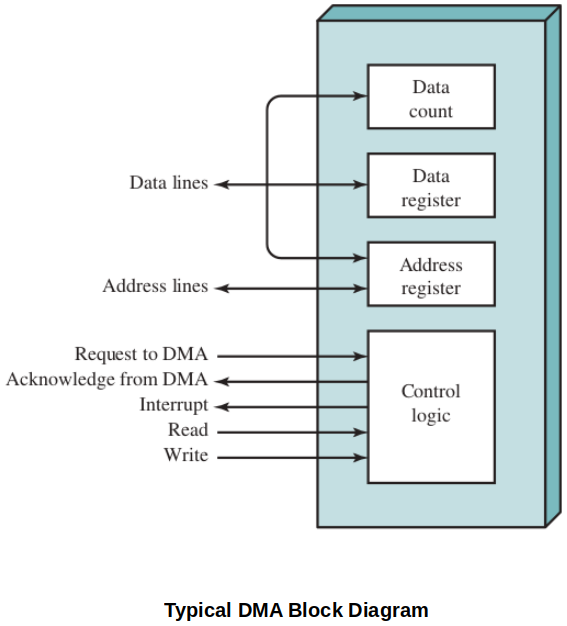 Data
count
Data lines
Data
register
Address lines
Address
register
Request to DMA
Acknowledge from DMA
Interrupt
Read
Write
Control
logic
Typical DMA Block Diagram